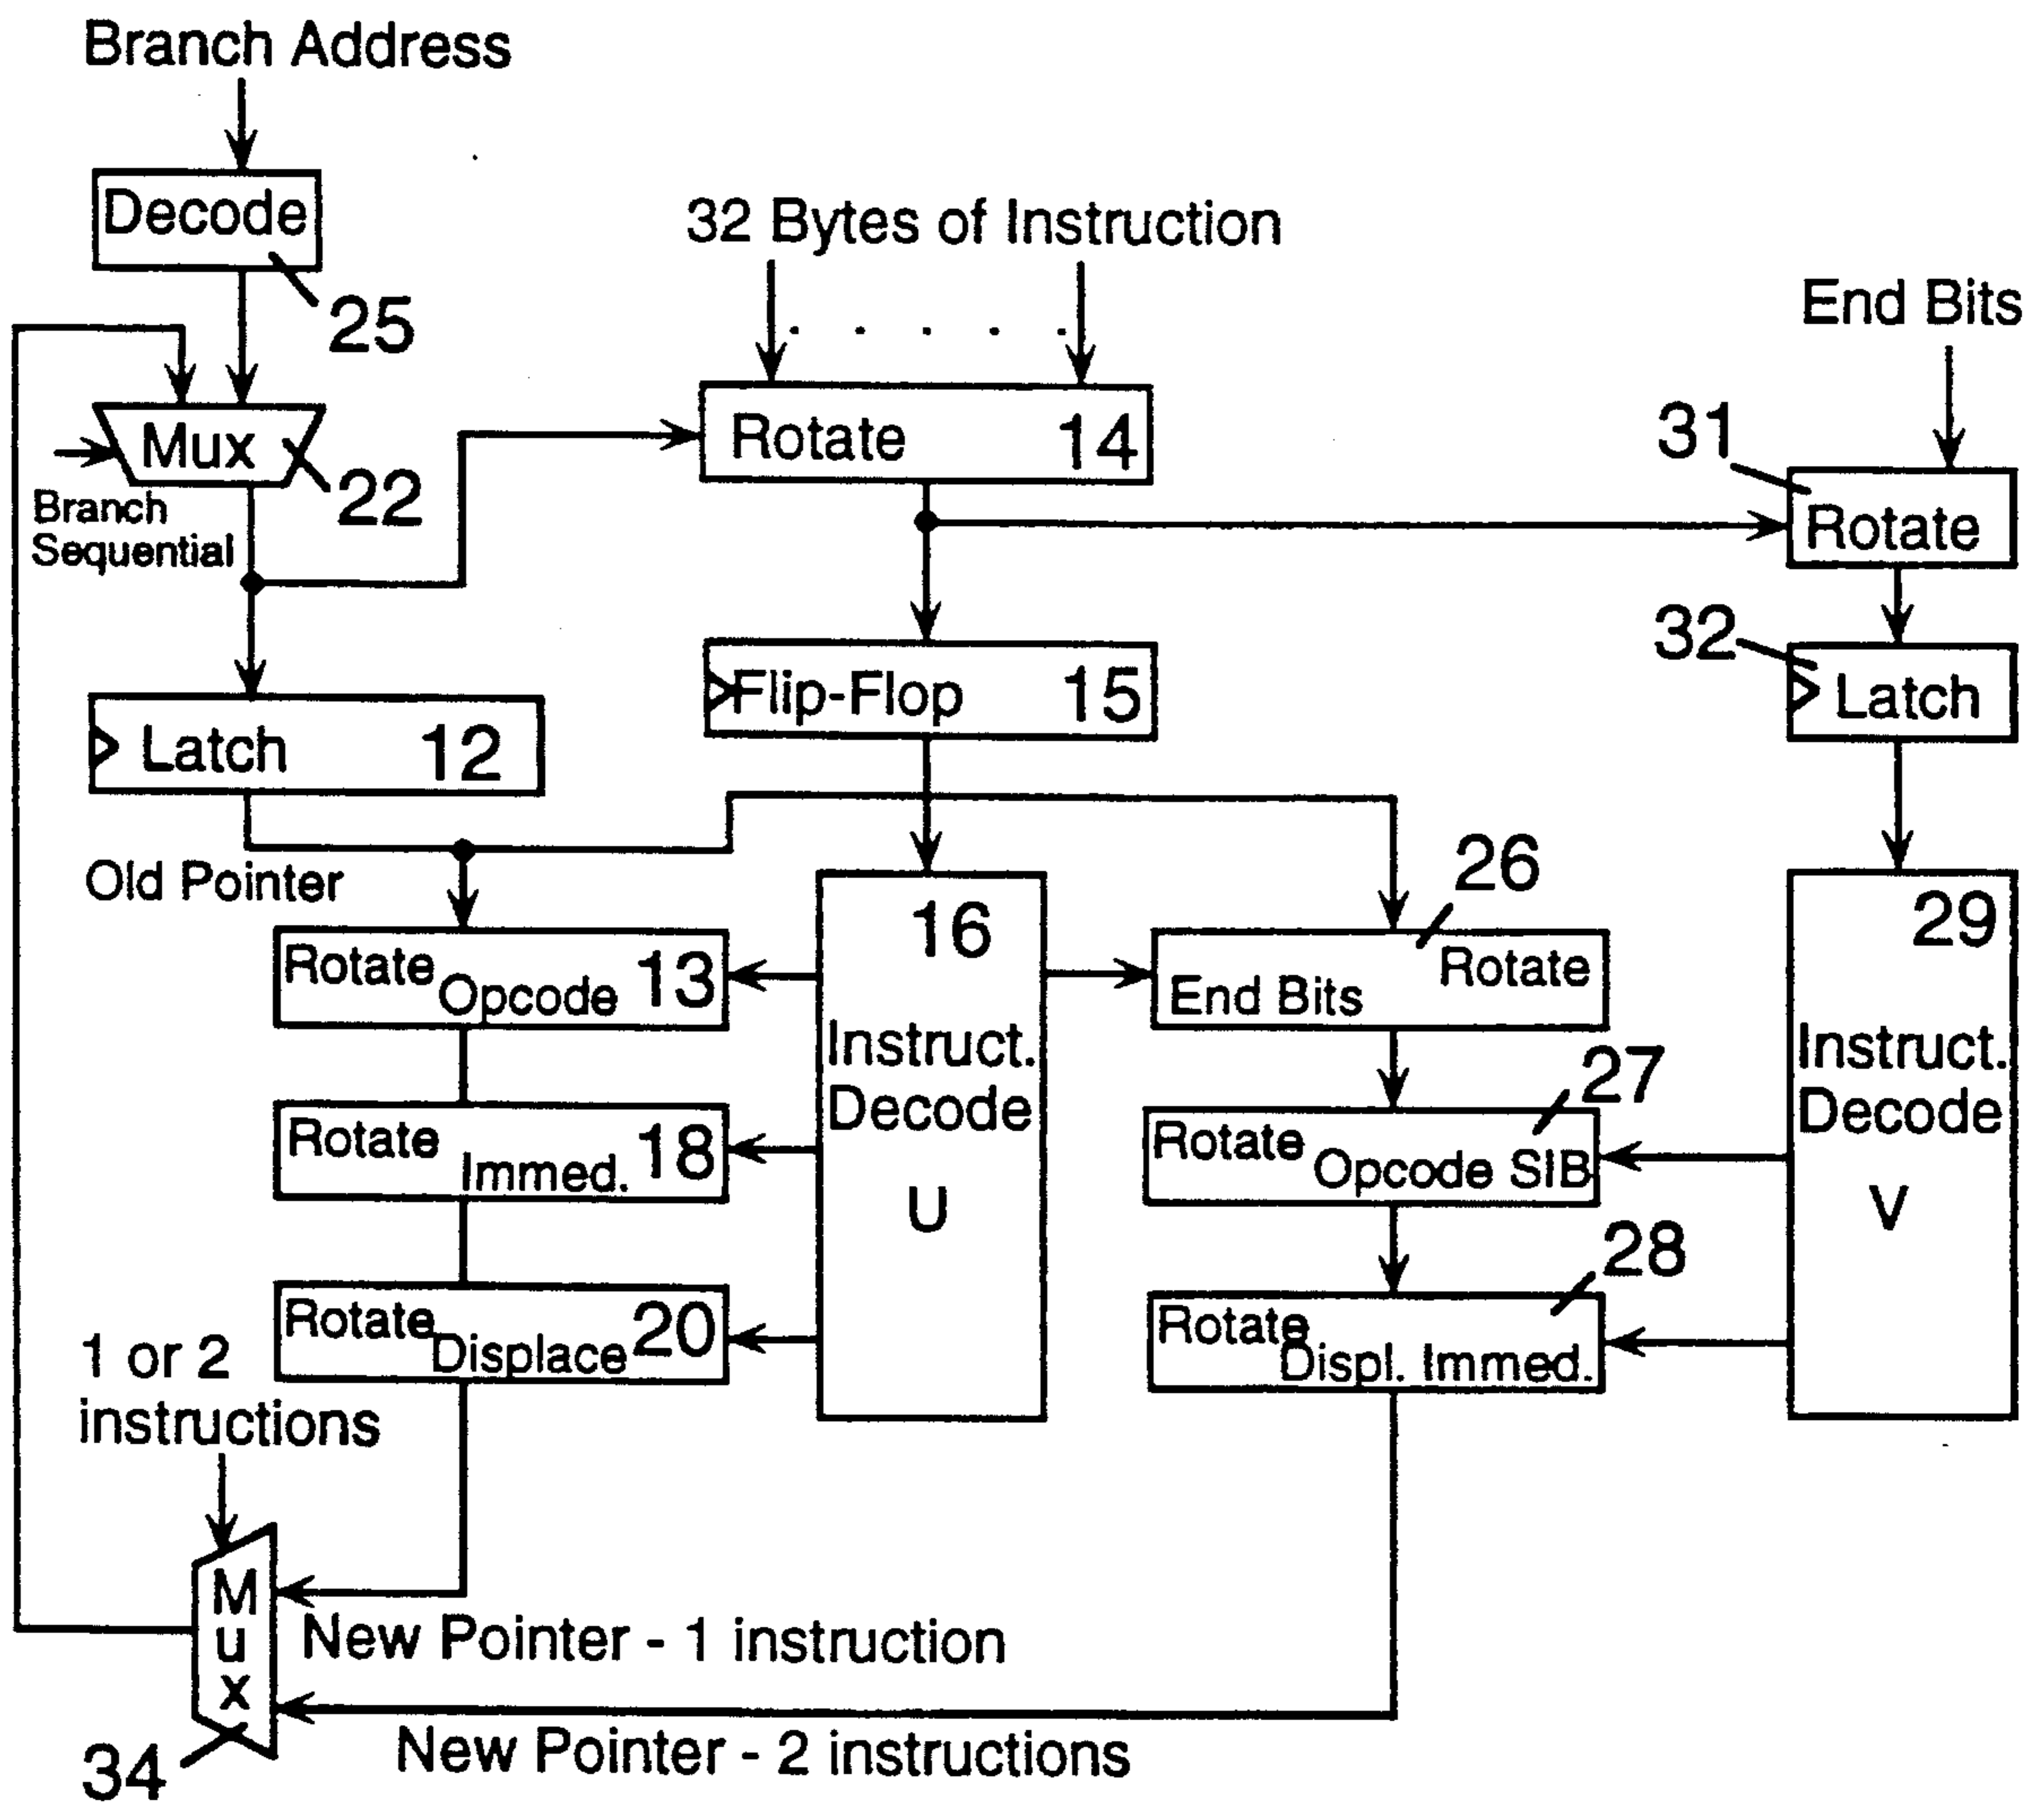 Branch Address
Decode
25
32 Bytes of Instruction
End Bits
Mux
22
Branch
Sequential
Rotate 14
31
Rotate
32
Latch
Flip-Flop 15
Latch 12
Old Pointer
26
16
29
Rotate
Opcode 13
Rotate
End Bits
Instruct.
Decode
U
Instruct.
Decode
V
27
Rotate
Immed. 18
Rotate
Opcode SIB
28
Rotate
Displace 20
Rotate
Displ. Immed.
1 or 2
instructions
Mux
New Pointer - 1 instruction
New Pointer - 2 instructions
34